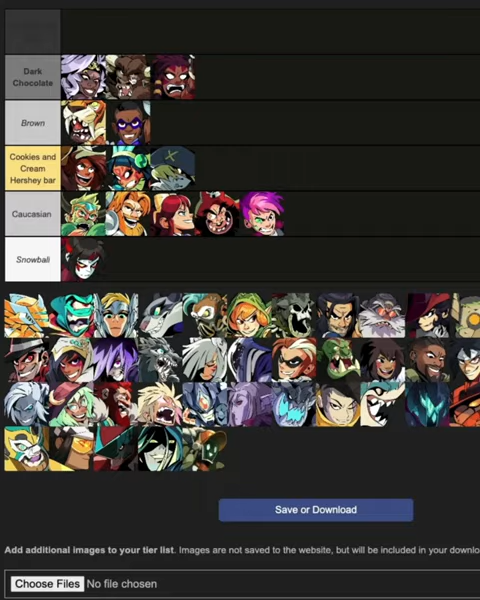 Dark
Chocolate
Brown
Cookies and
Cream
Hershey bar
Caucasian
Snowball
Save or Download
Add additional images to your tier list. Images are not saved to the website, but will be included in your downlo
Choose Files No file chosen